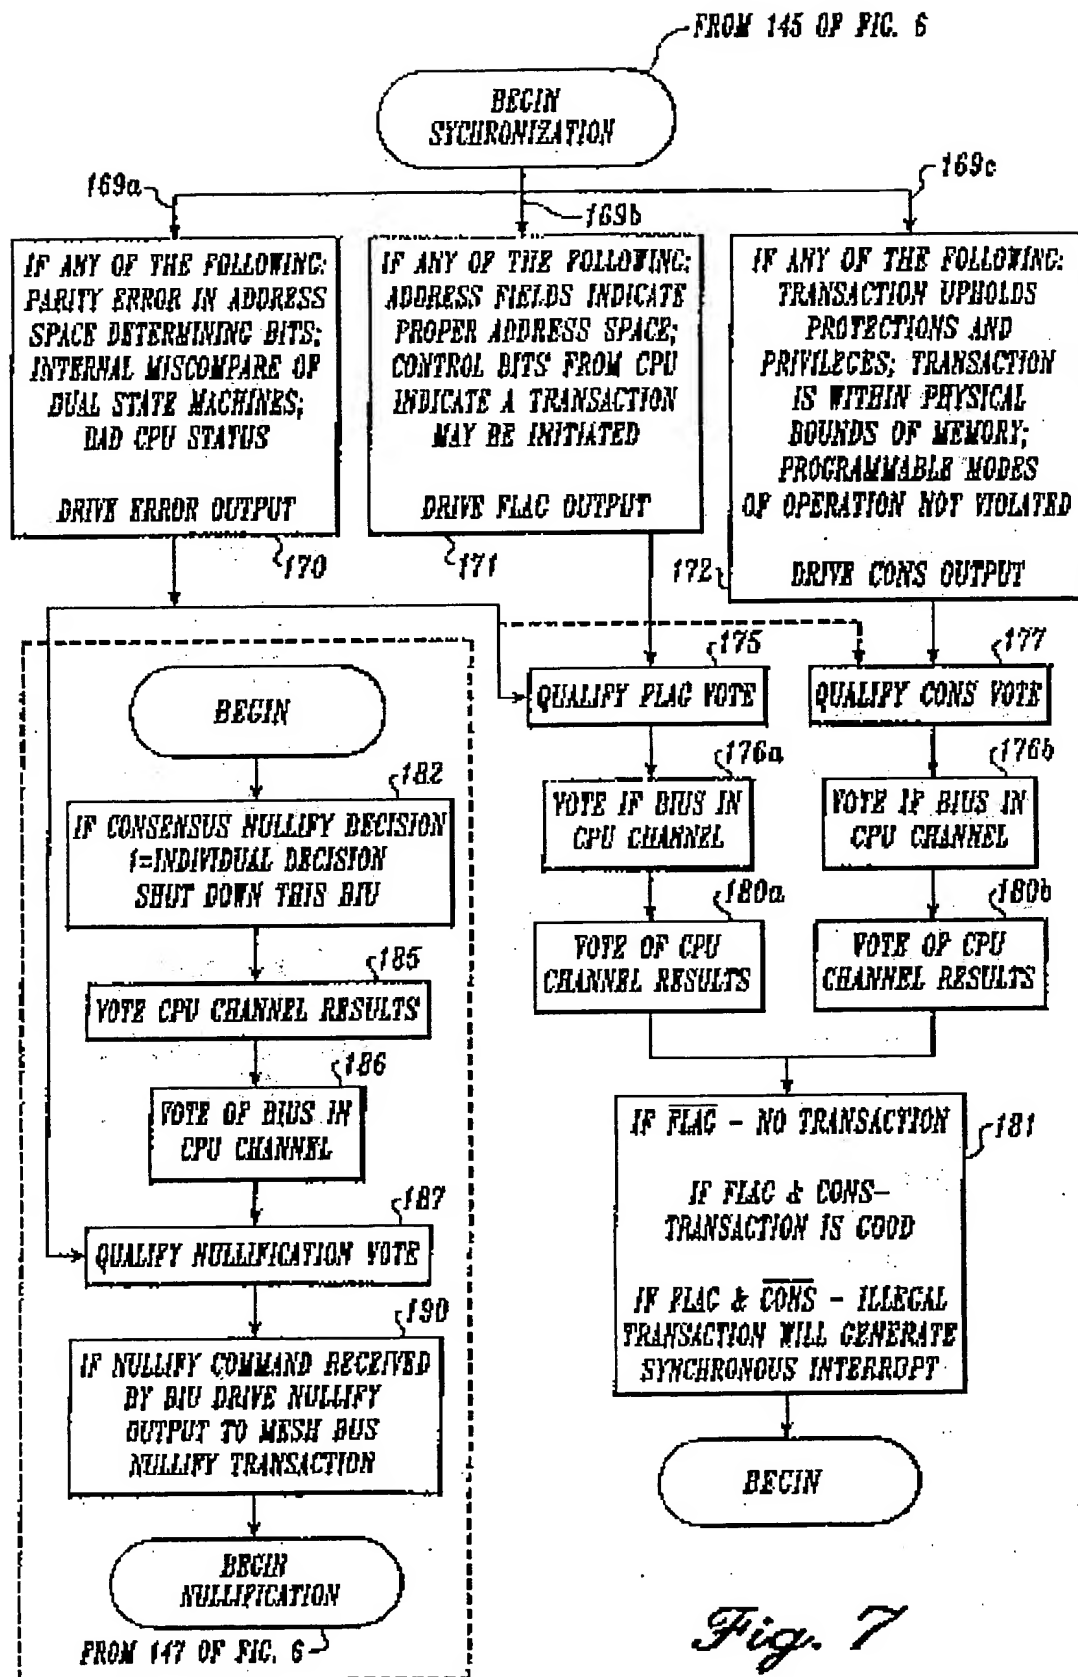 FROM 145 OF FIG. 6
BEGIN
SYCHRONIZATION
169a
169b
169c
IF ANY OF THE FOLLOWING:
PARITY ERROR IN ADDRESS
SPACE DETERMINING BITS;
INTERNAL MISCOMPARE OF
DUAL STATE MACHINES;
BAD CPU STATUS
DRIVE ERROR OUTPUT
170
IF ANY OF THE FOLLOWING:
ADDRESS FIELDS INDICATE
PROPER ADDRESS SPACE;
CONTROL BITS FROM CPU
INDICATE A TRANSACTION
MAY BE INITIATED
DRIVE FLAG OUTPUT
171
IF ANY OF THE FOLLOWING:
TRANSACTION UPHOLDS
PROTECTIONS AND
PRIVILEGES; TRANSACTION
IS WITHIN PHYSICAL
BOUNDS OF MEMORY;
PROGRAMMABLE MODES
OF OPERATION NOT VIOLATED
DRIVE CONS OUTPUT
172
175
QUALIFY FLAG VOTE
177
QUALIFY CONS VOTE
176a
VOTE IF BIUS IN
CPU CHANNEL
176b
VOTE IF BIUS IN
CPU CHANNEL
180a
VOTE OF CPU
CHANNEL RESULTS
180b
VOTE OF CPU
CHANNEL RESULTS
IF F̅L̅A̅G̅ - NO TRANSACTION
IF FLAG & CONS-
TRANSACTION IS GOOD
IF FLAG & C̅O̅N̅S̅ - ILLEGAL
TRANSACTION WILL GENERATE
SYNCHRONOUS INTERRUPT
181
BEGIN
BEGIN
182
IF CONSENSUS NULLIFY DECISION
1=INDIVIDUAL DECISION
SHUT DOWN THIS BIU
185
VOTE CPU CHANNEL RESULTS
186
VOTE OF BIUS IN
CPU CHANNEL
187
QUALIFY NULLIFICATION VOTE
190
IF NULLIFY COMMAND RECEIVED
BY BIU DRIVE NULLIFY
OUTPUT TO MESH BUS
NULLIFY TRANSACTION
BEGIN
NULLIFICATION
FROM 147 OF FIG. 6
Fig. 7